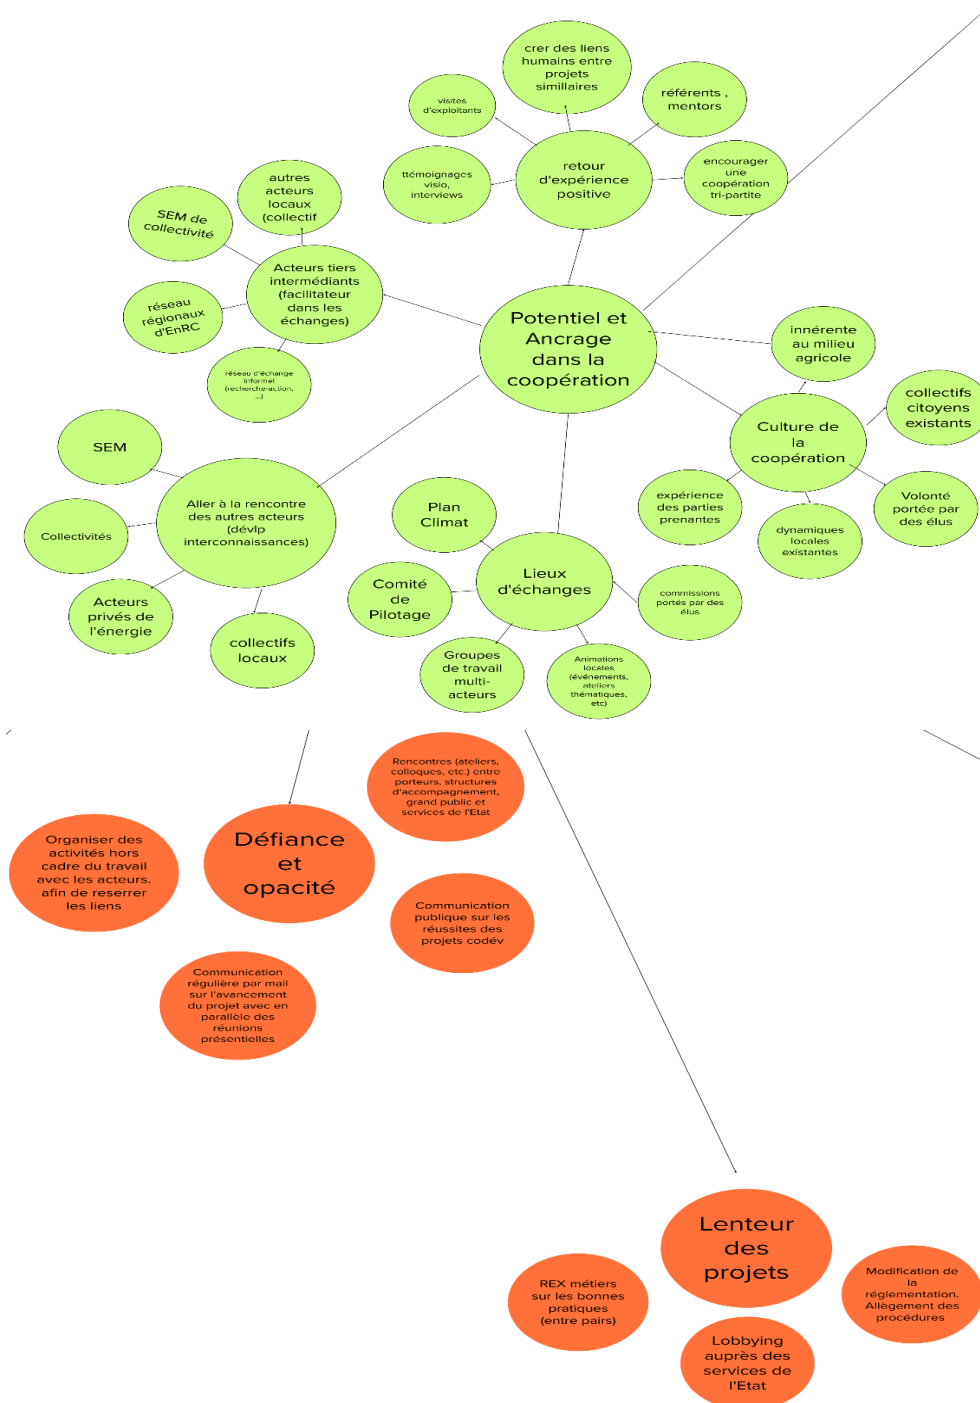 crer des liens
humains entre
projets
simillaires
visites
d'exploitants
référents ,
mentors
ttémoignages
visio,
interviews
retour
d'expérience
positive
encourager
une
coopération
tri-partite
autres
acteurs
locaux
(collectif
SEM de
collectivité
Acteurs tiers
intermédiants
(facilitateur
dans les
échanges)
réseau
régionaux
d'EnRC
réseau d'échange
informel
(recherche-action,
...)
Potentiel et
Ancrage
dans la
coopération
innérente
au milieu
agricole
collectifs
citoyens
existants
Culture de
la
coopération
expérience
des parties
prenantes
dynamiques
locales
existantes
Volonté
portée par
des élus
SEM
Aller à la rencontre
des autres acteurs
(dévlp
interconnaissances)
Collectivités
Acteurs
privés de
l'énergie
collectifs
locaux
Plan
Climat
Lieux
d'échanges
Comité
de
Pilotage
commissions
portés par des
élus
Groupes
de travail
multi-
acteurs
Animations
locales
(événements,
ateliers
thématiques,
etc)
Rencontres (ateliers,
colloques, etc.) entre
porteurs, structures
d'accompagnement,
grand public et
services de l'Etat
Organiser des
activités hors
cadre du travail
avec les acteurs.
afin de reserrer
les liens
Défiance
et
opacité
Communication
publique sur les
réussites des
projets codév
Communication
régulière par mail
sur l'avancement
du projet avec en
parallèle des
réunions
présentielles
Lenteur
des
projets
REX métiers
sur les bonnes
pratiques
(entre pairs)
Modification de
la
réglementation.
Allègement des
procédures
Lobbying
auprès des
services de
l'Etat